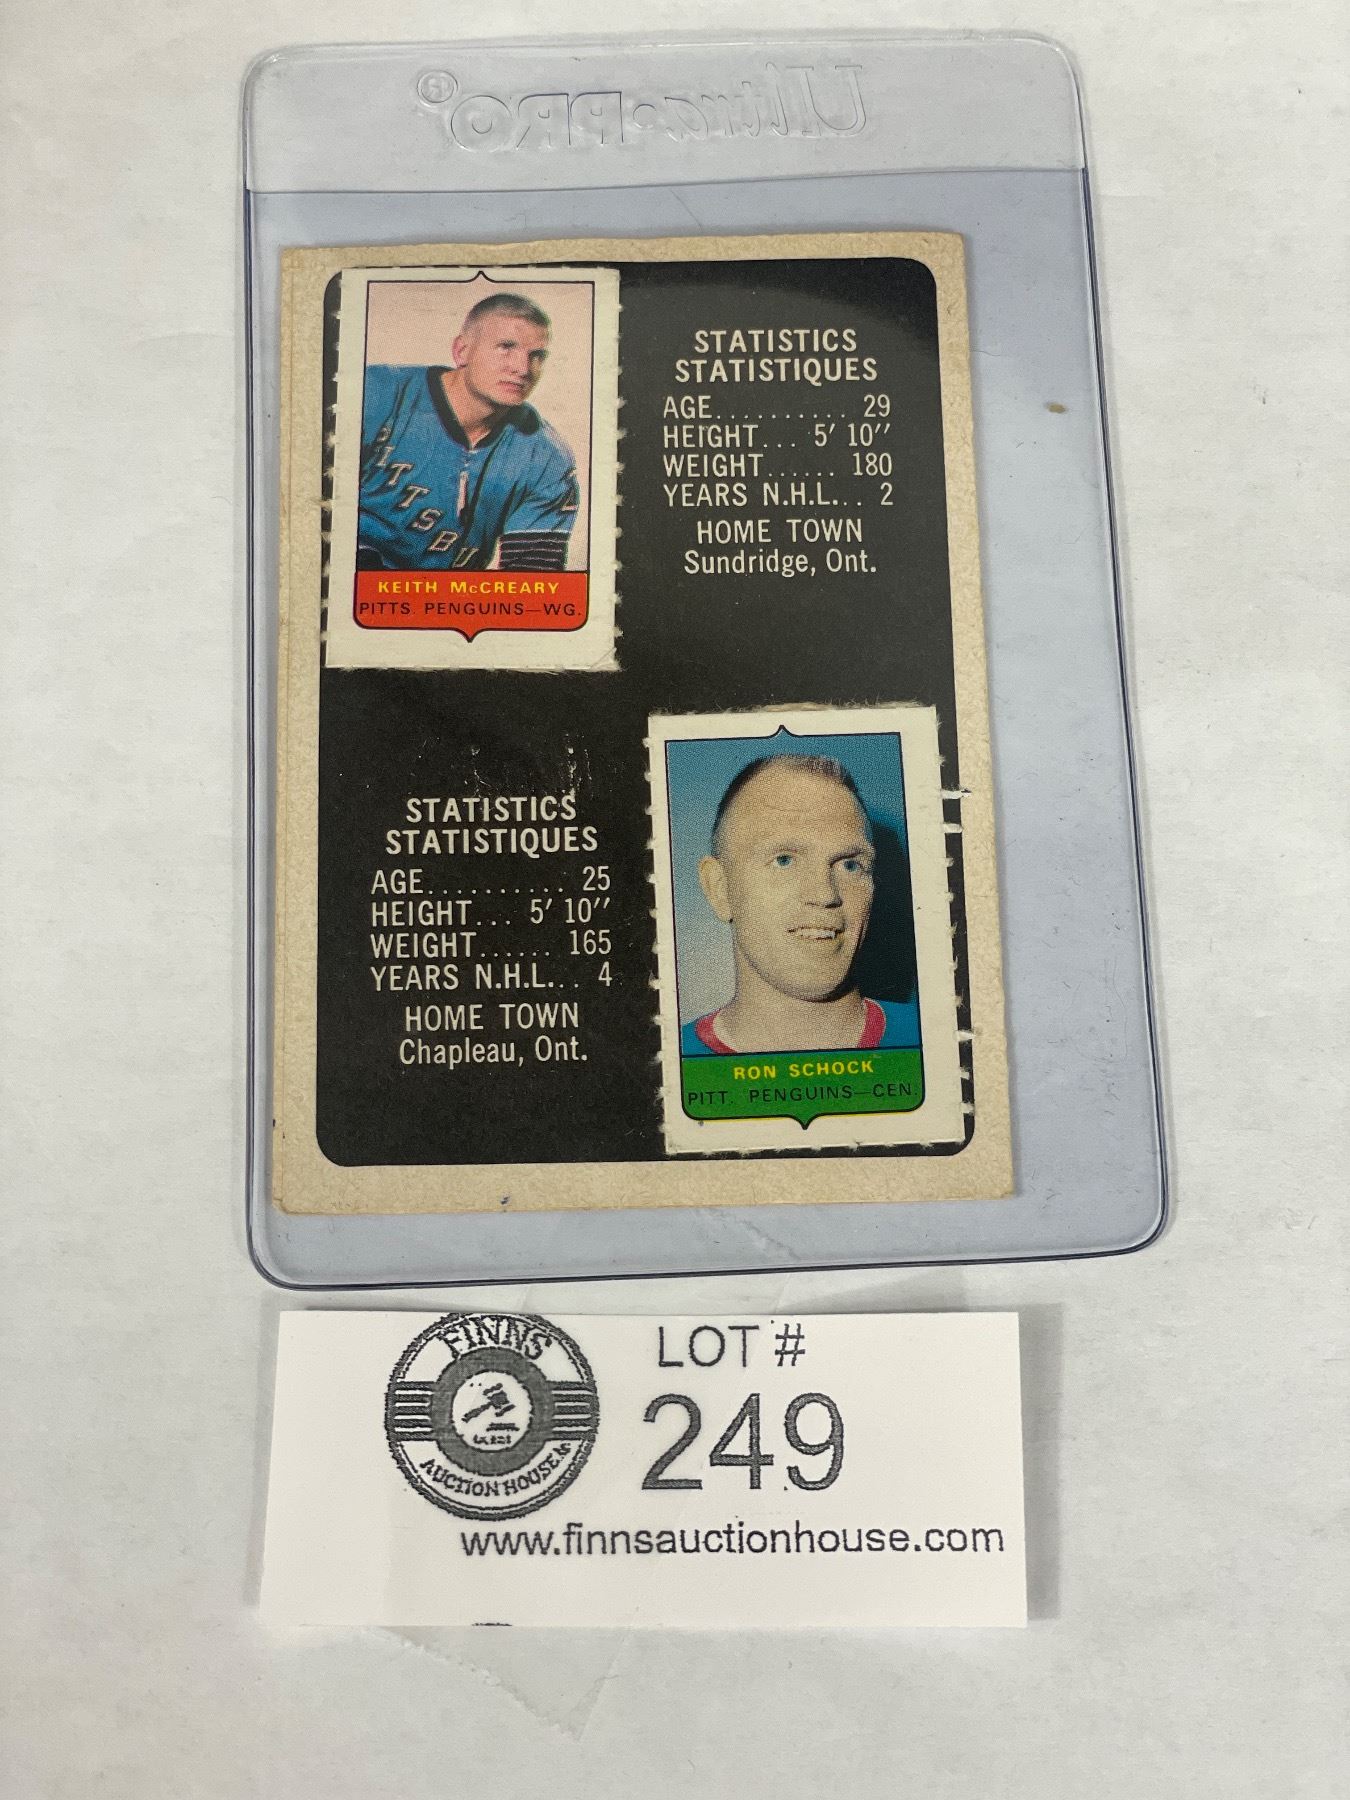 Ultra•PRO®
PITTSBU
KEITH McCREARY
PITTS. PENGUINS—WG.
STATISTICS
STATISTIQUES
AGE.......... 29
HEIGHT... 5′ 10″
WEIGHT...... 180
YEARS N.H.L... 2
HOME TOWN
Sundridge, Ont.
STATISTICS
STATISTIQUES
AGE.......... 25
HEIGHT... 5′ 10″
WEIGHT...... 165
YEARS N.H.L... 4
HOME TOWN
Chapleau, Ont.
RON SCHOCK
PITT. PENGUINS—CEN.
FINNS
AUCTION HOUSE
LOT #
249
www.finnsauctionhouse.com